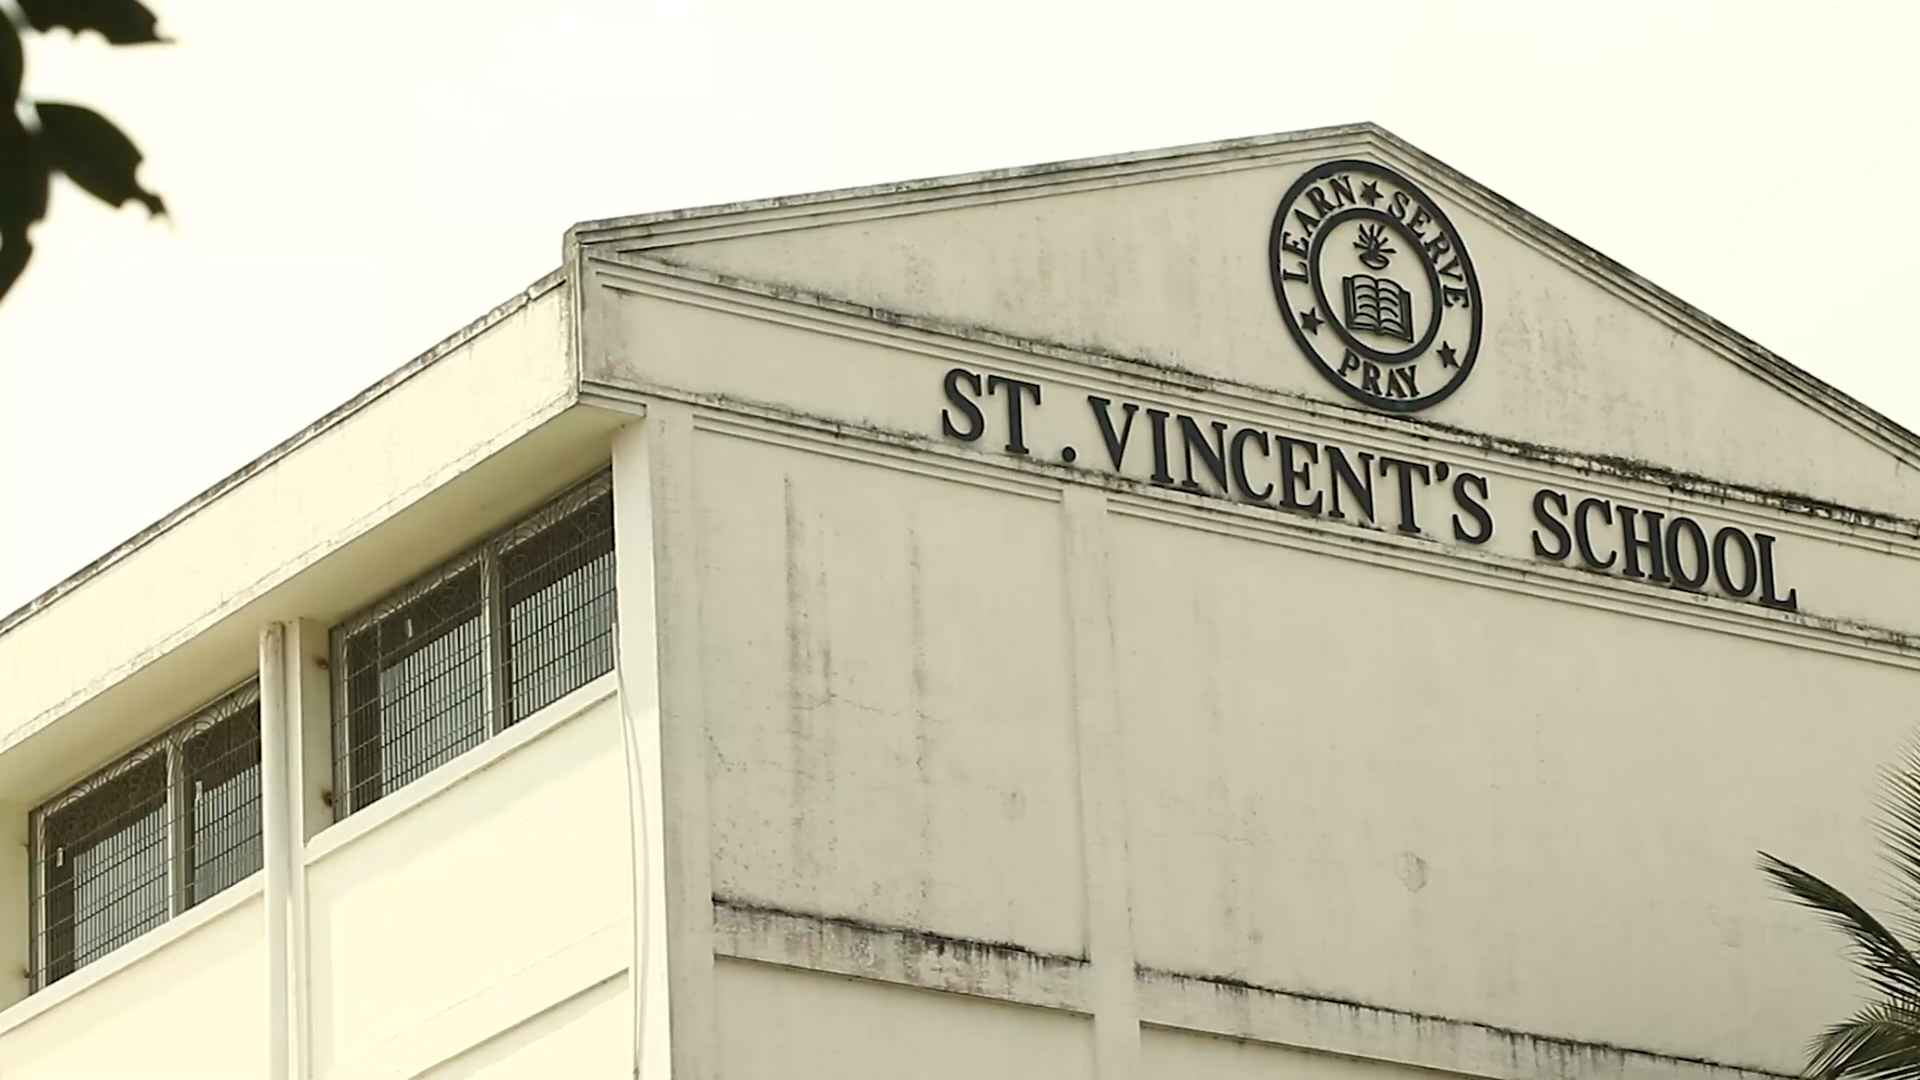 LEARN ★ SERVE ★ PRAY ★
ST. VINCENT'S SCHOOL